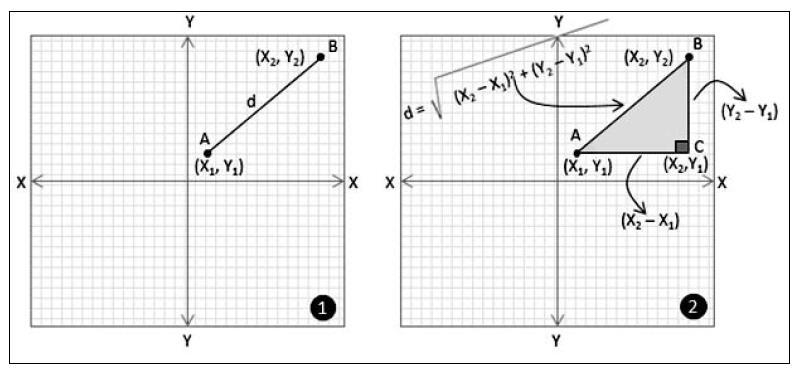 Y
B
(X₂, Y₂)
d
A
(X₁, Y₁)
X
X
Y
1
Y
B
(X₂, Y₂)
d = √(X₂ – X₁)² + (Y₂ – Y₁)²
(Y₂ – Y₁)
A
C
(X₁, Y₁)
(X₂,Y₁)
X
X
(X₂ – X₁)
Y
2